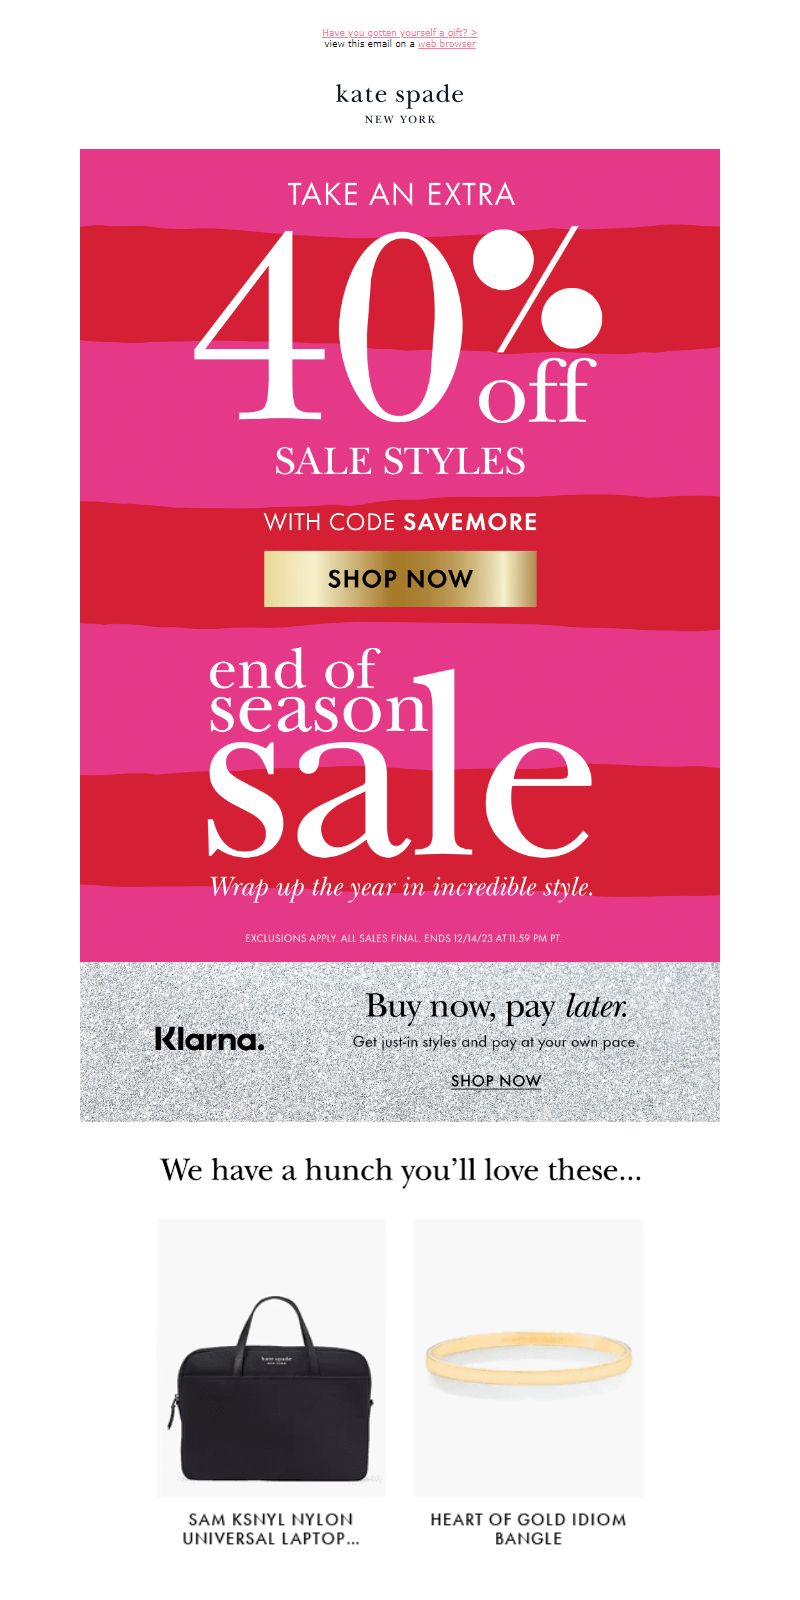 Have you gotten yourself a gift? >
view this email on a web browser
kate spade
NEW YORK
TAKE AN EXTRA
40% off
SALE STYLES
WITH CODE SAVEMORE
SHOP NOW
end of
season
sale
Wrap up the year in incredible style.
EXCLUSIONS APPLY. ALL SALES FINAL. ENDS 12/14/23 AT 11:59 PM PT.
Klarna.
Buy now, pay later.
Get just-in styles and pay at your own pace.
SHOP NOW
We have a hunch you’ll love these...
kate spade
NEW YORK
SAM KSNYL NYLON
UNIVERSAL LAPTOP...
HEART OF GOLD IDIOM
BANGLE